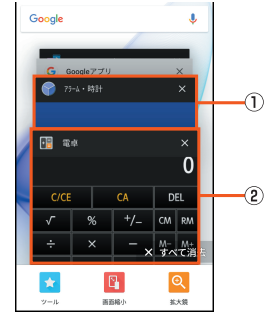 Google
G Googleアプリ ×
アラーム・時計 ×
①
電卓 ×
0
②
C/CE CA DEL
√ % +/− CM RM
÷ × − M− M+
× すべて消去
ツール 画面縮小 拡大鏡